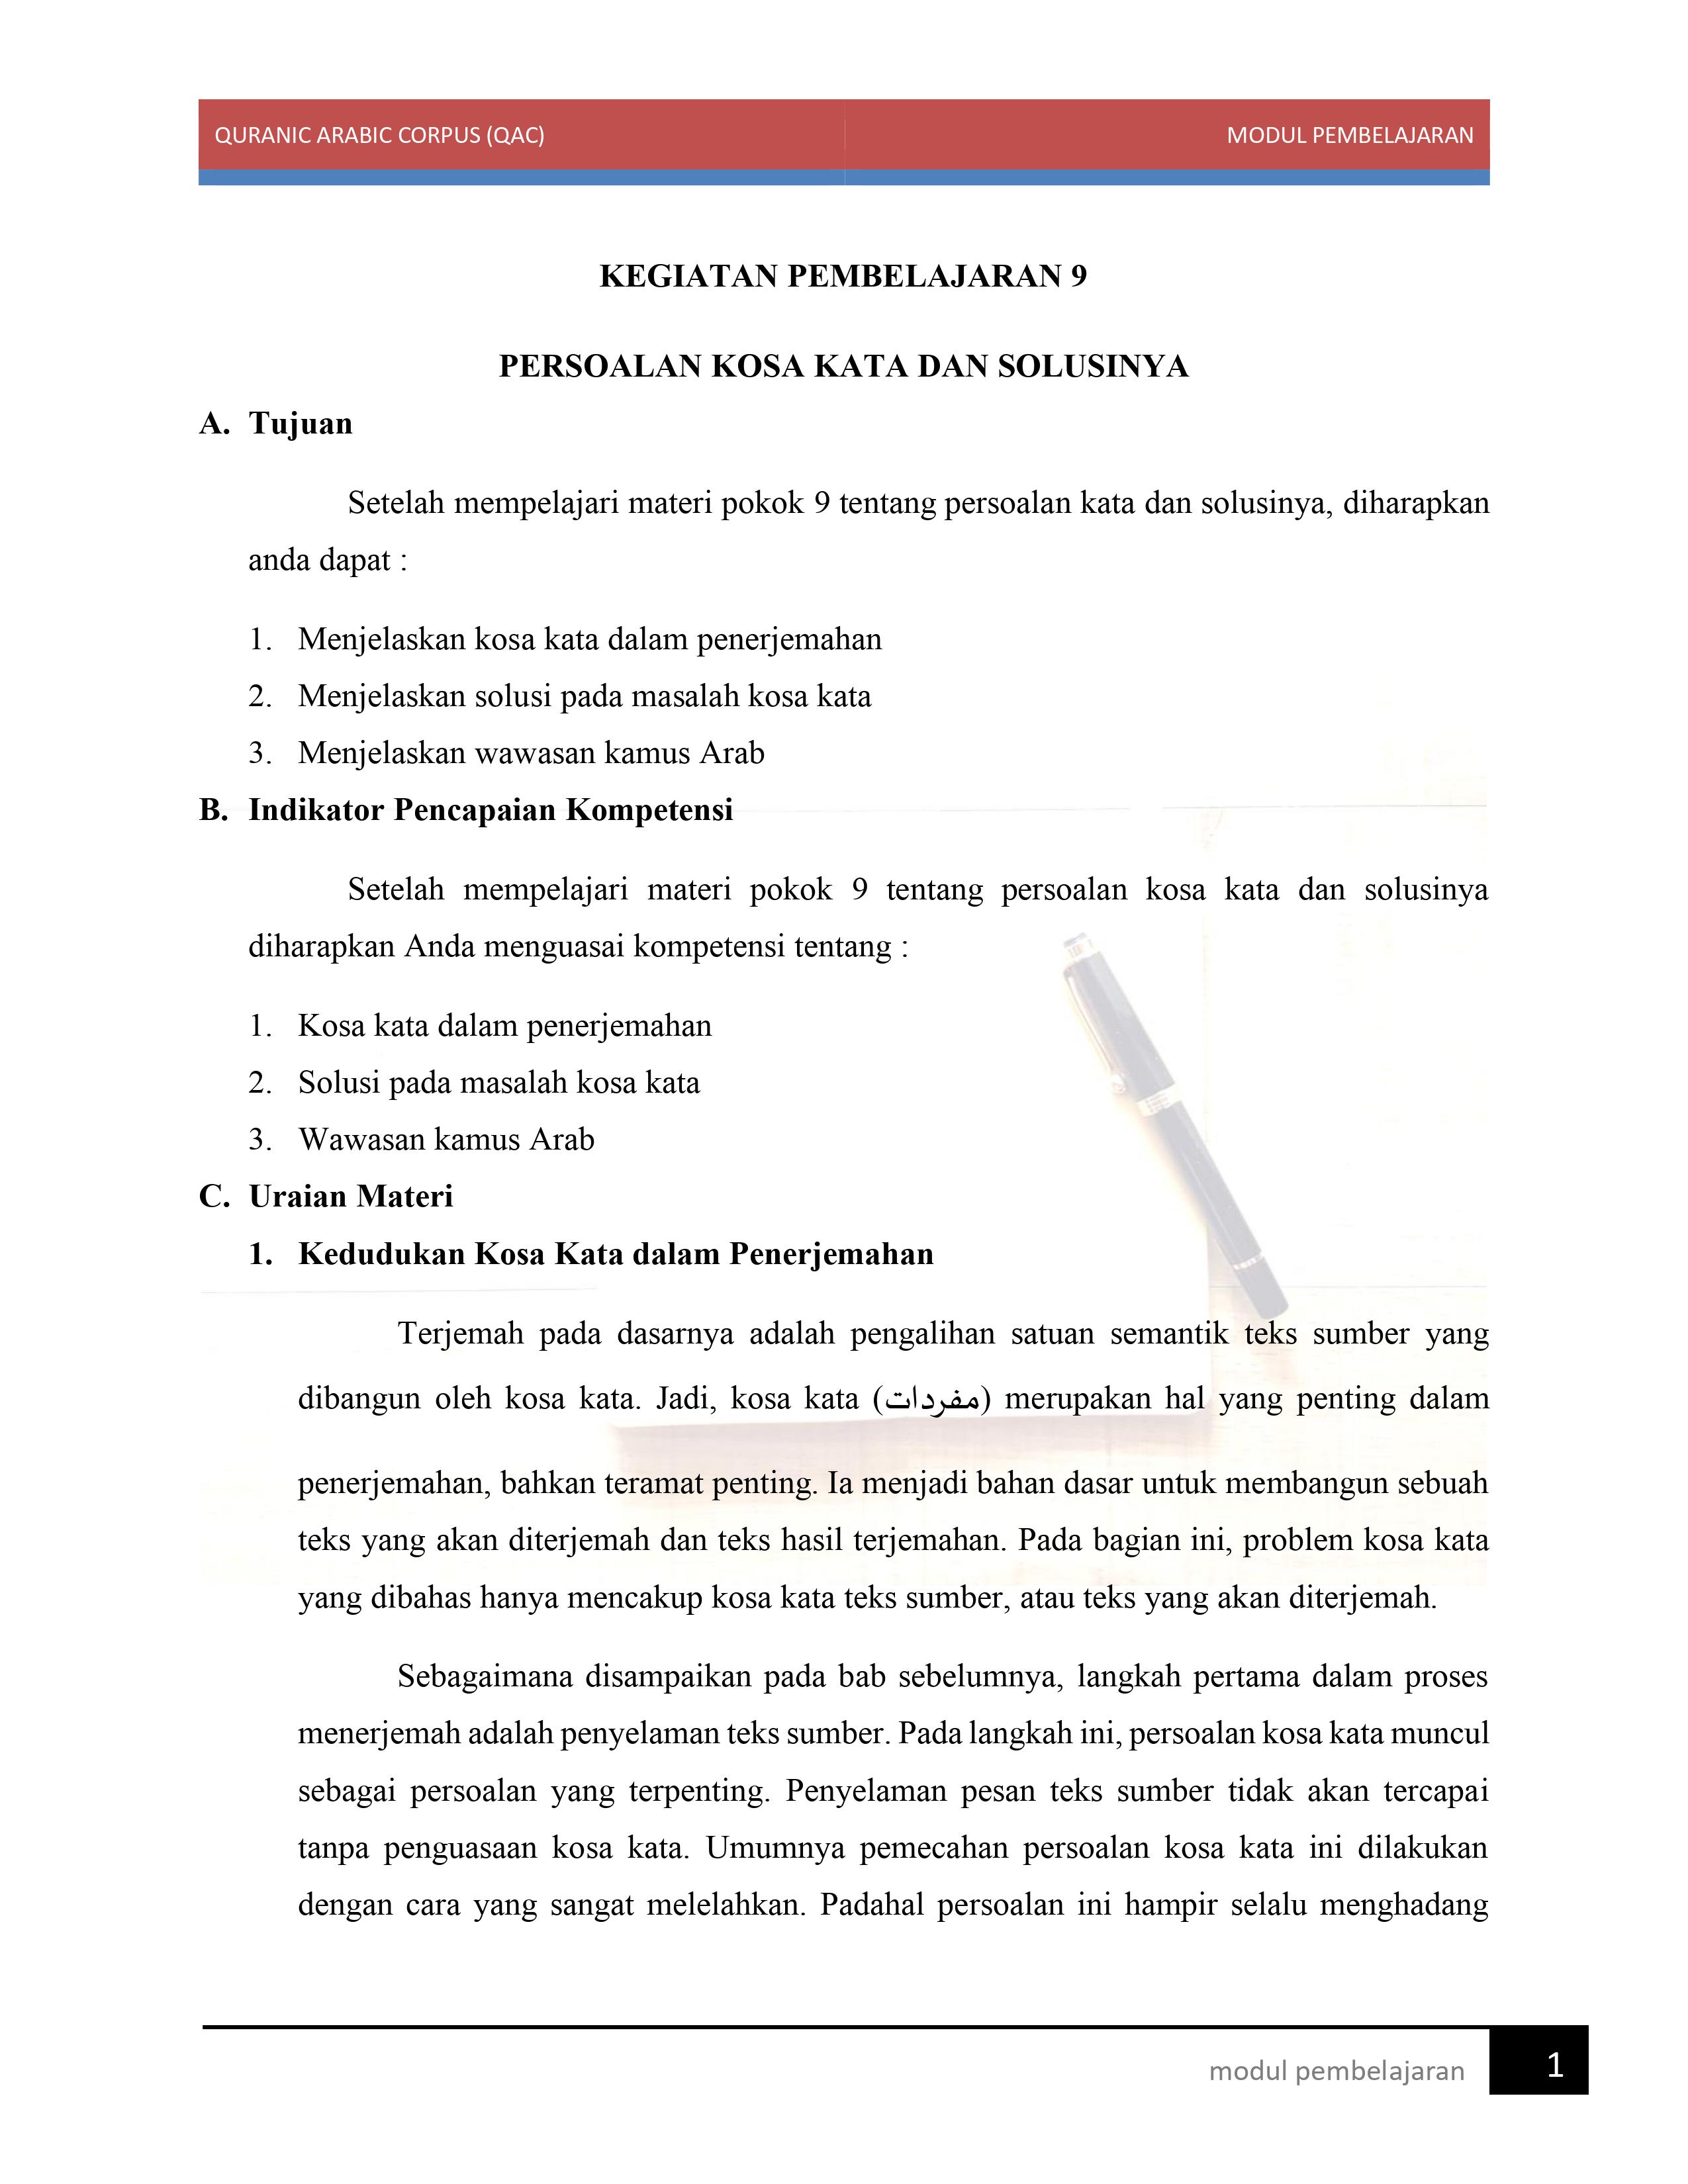 QURANIC ARABIC CORPUS (QAC) MODUL PEMBELAJARAN
KEGIATAN PEMBELAJARAN 9
PERSOALAN KOSA KATA DAN SOLUSINYA
A. Tujuan
Setelah mempelajari materi pokok 9 tentang persoalan kata dan solusinya, diharapkan
anda dapat :
1. Menjelaskan kosa kata dalam penerjemahan
2. Menjelaskan solusi pada masalah kosa kata
3. Menjelaskan wawasan kamus Arab
B. Indikator Pencapaian Kompetensi
Setelah mempelajari materi pokok 9 tentang persoalan kosa kata dan solusinya
diharapkan Anda menguasai kompetensi tentang :
1. Kosa kata dalam penerjemahan
2. Solusi pada masalah kosa kata
3. Wawasan kamus Arab
C. Uraian Materi
1. Kedudukan Kosa Kata dalam Penerjemahan
Terjemah pada dasarnya adalah pengalihan satuan semantik teks sumber yang
dibangun oleh kosa kata. Jadi, kosa kata (مفردات) merupakan hal yang penting dalam
penerjemahan, bahkan teramat penting. Ia menjadi bahan dasar untuk membangun sebuah
teks yang akan diterjemah dan teks hasil terjemahan. Pada bagian ini, problem kosa kata
yang dibahas hanya mencakup kosa kata teks sumber, atau teks yang akan diterjemah.
Sebagaimana disampaikan pada bab sebelumnya, langkah pertama dalam proses
menerjemah adalah penyelaman teks sumber. Pada langkah ini, persoalan kosa kata muncul
sebagai persoalan yang terpenting. Penyelaman pesan teks sumber tidak akan tercapai
tanpa penguasaan kosa kata. Umumnya pemecahan persoalan kosa kata ini dilakukan
dengan cara yang sangat melelahkan. Padahal persoalan ini hampir selalu menghadang
modul pembelajaran 1